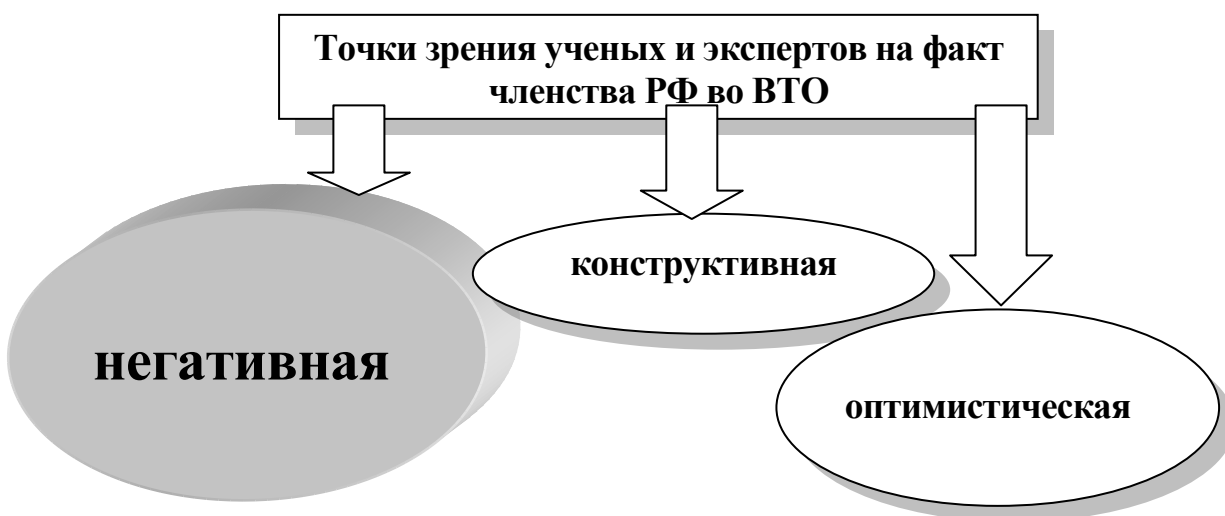 Точки зрения ученых и экспертов на факт
членства РФ во ВТО
конструктивная
негативная
оптимистическая